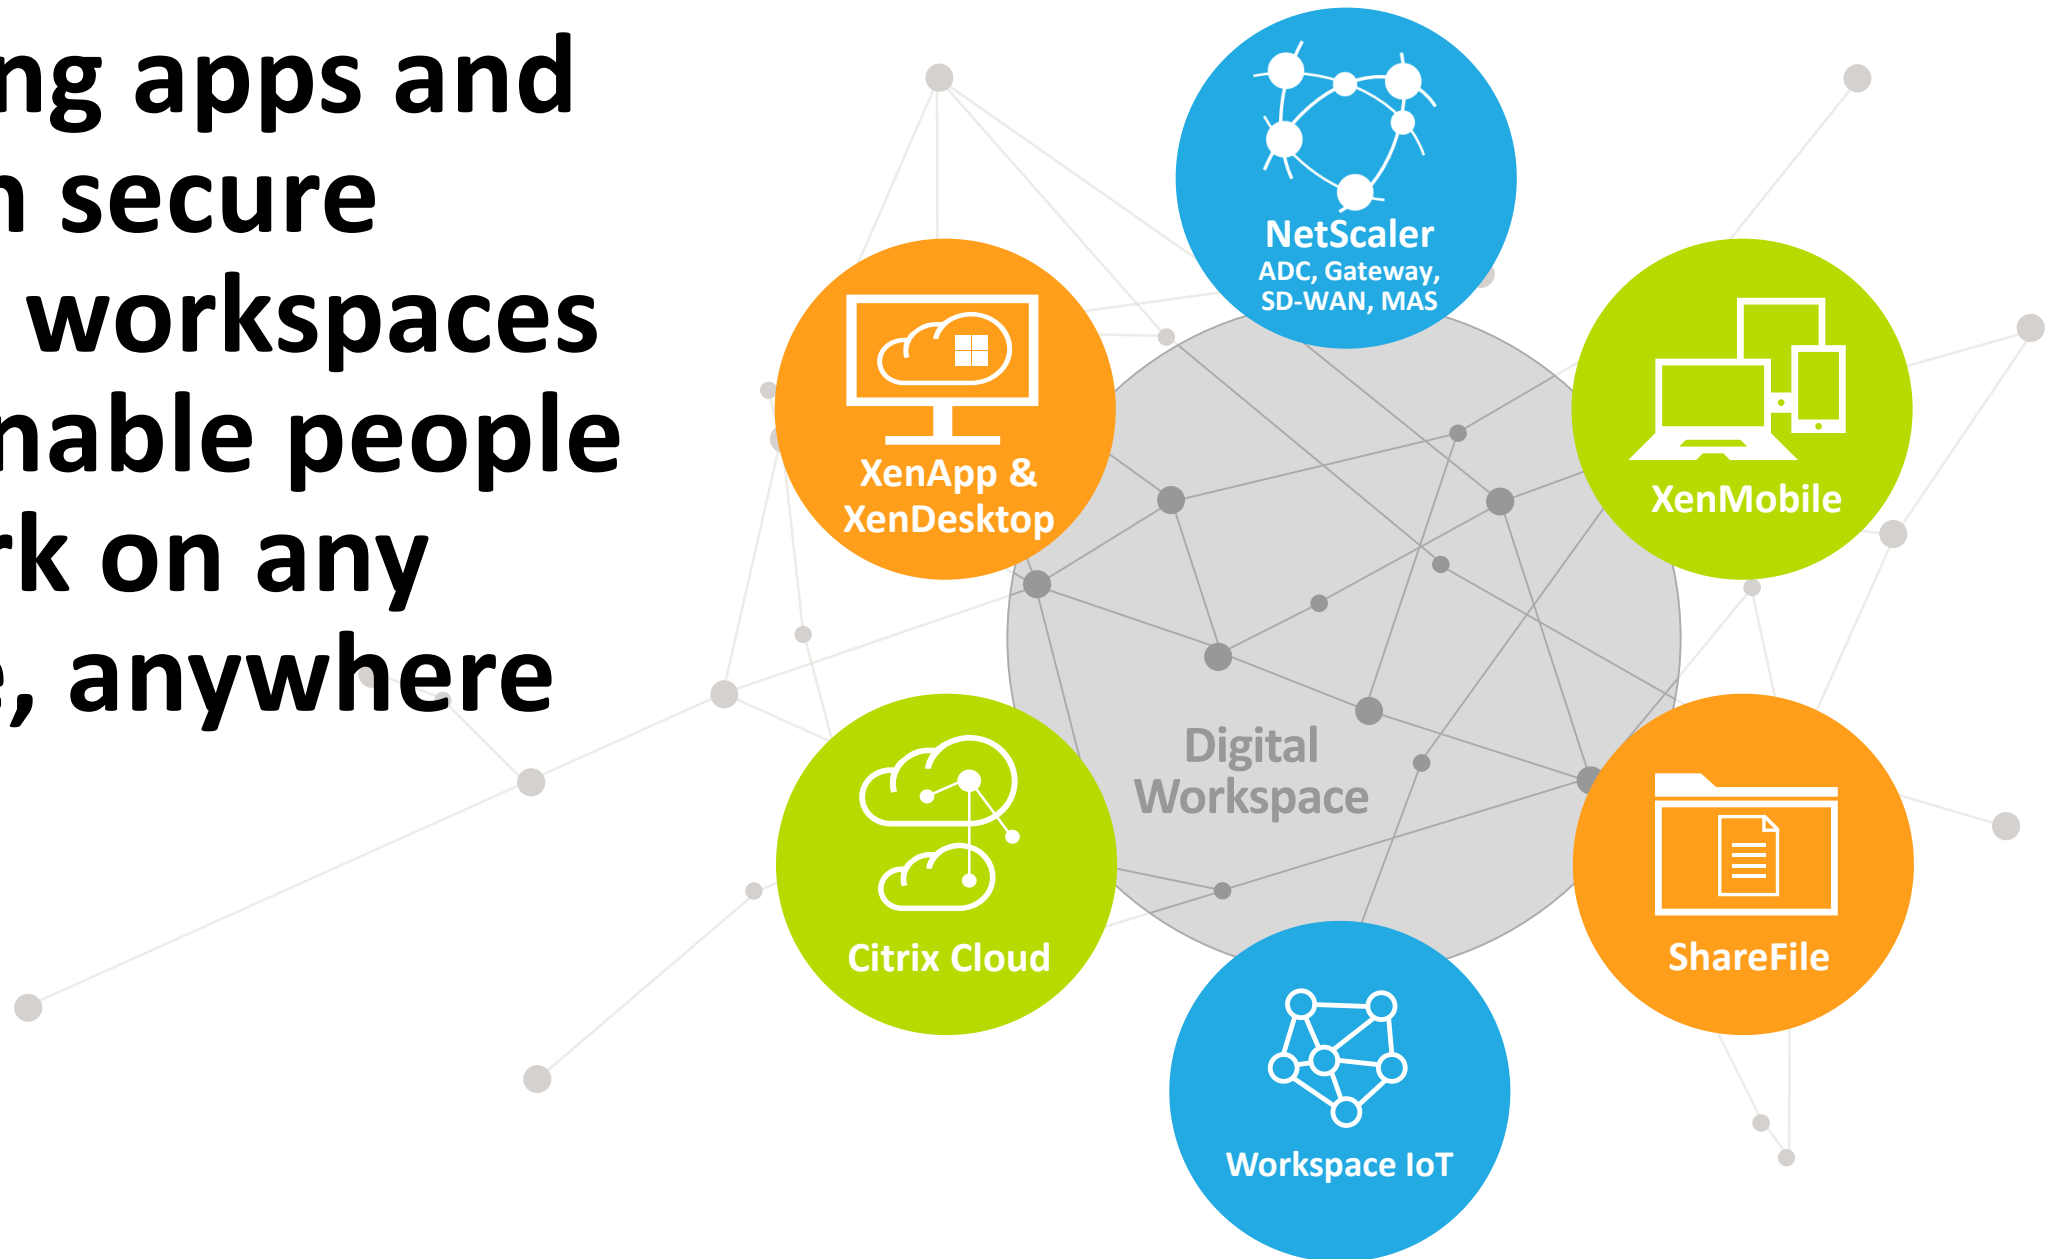 ng apps and
n secure
workspaces
nable people
rk on any
e, anywhere
NetScaler
ADC, Gateway,
SD-WAN, MAS
XenApp &
XenDesktop
XenMobile
Digital
Workspace
Citrix Cloud
ShareFile
Workspace IoT